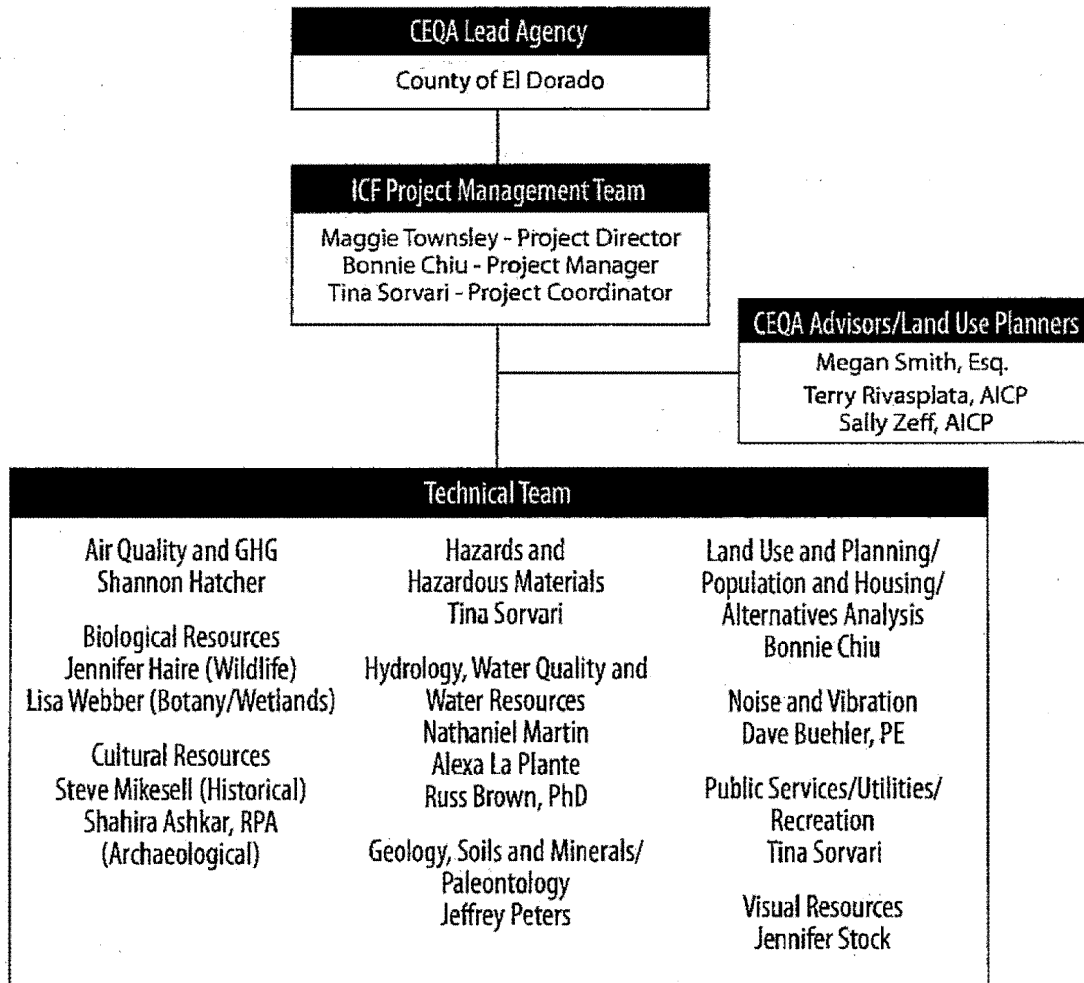 CEQA Lead Agency
County of El Dorado
ICF Project Management Team
Maggie Townsley - Project Director
Bonnie Chiu - Project Manager
Tina Sorvari - Project Coordinator
CEQA Advisors/Land Use Planners
Megan Smith, Esq.
Terry Rivasplata, AICP
Sally Zeff, AICP
Technical Team
Air Quality and GHG
Shannon Hatcher
Biological Resources
Jennifer Haire (Wildlife)
Lisa Webber (Botany/Wetlands)
Cultural Resources
Steve Mikesell (Historical)
Shahira Ashkar, RPA
(Archaeological)
Hazards and
Hazardous Materials
Tina Sorvari
Hydrology, Water Quality and
Water Resources
Nathaniel Martin
Alexa La Plante
Russ Brown, PhD
Geology, Soils and Minerals/
Paleontology
Jeffrey Peters
Land Use and Planning/
Population and Housing/
Alternatives Analysis
Bonnie Chiu
Noise and Vibration
Dave Buehler, PE
Public Services/Utilities/
Recreation
Tina Sorvari
Visual Resources
Jennifer Stock